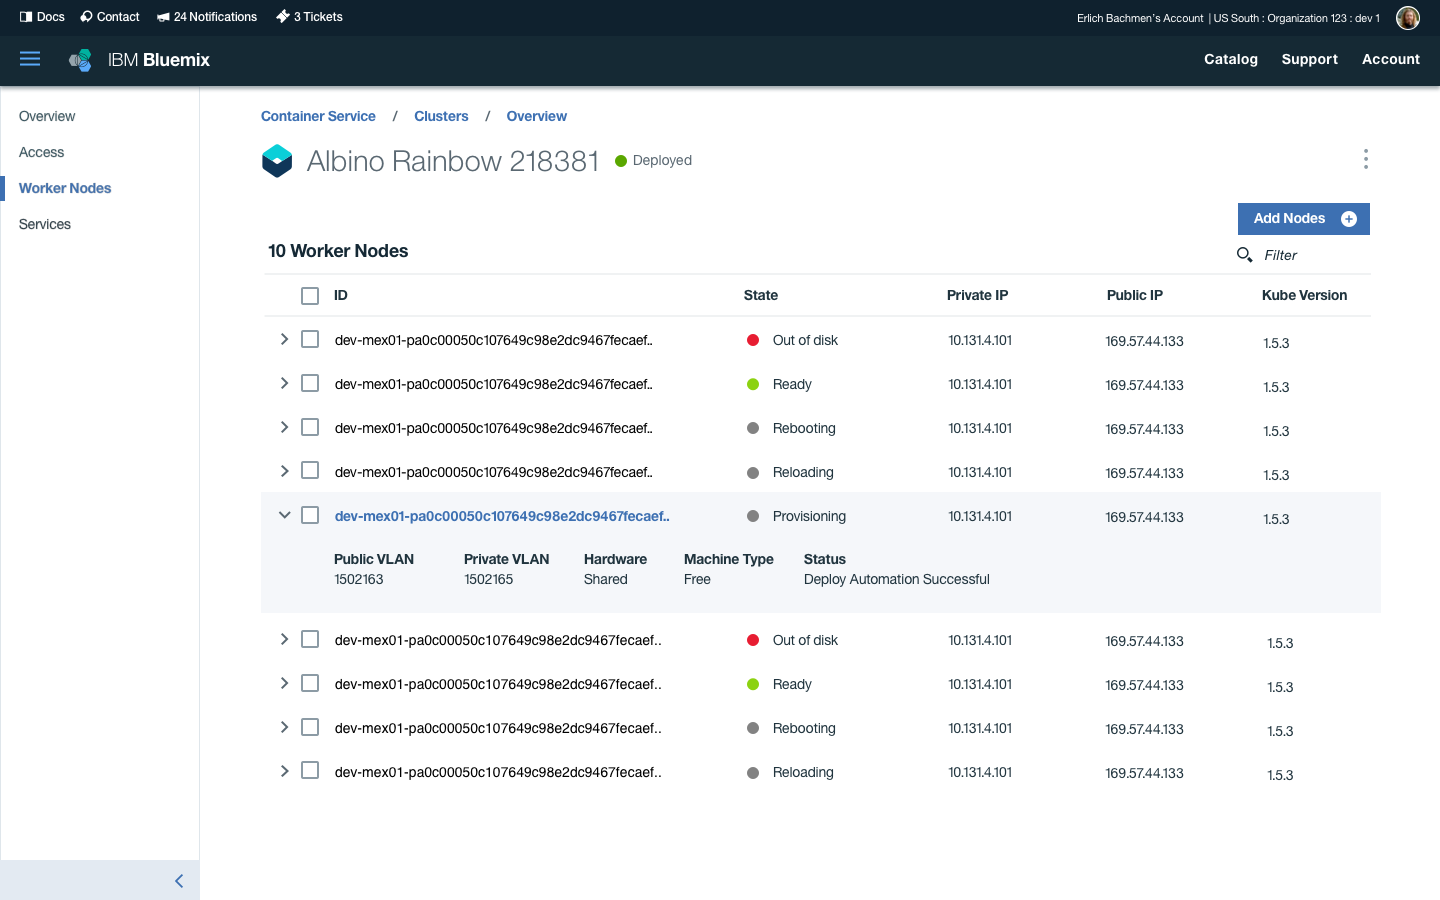 Docs Contact 24 Notifications 3 Tickets Erlich Bachmen's Account | US South : Organization 123 : dev 1
IBM Bluemix Catalog Support Account
Overview
Access
Worker Nodes
Services
Container Service / Clusters / Overview
Albino Rainbow 218381 Deployed
Add Nodes
10 Worker Nodes
Filter
ID State Private IP Public IP Kube Version
dev-mex01-pa0c00050c107649c98e2dc9467fecaef.. Out of disk 10.131.4.101 169.57.44.133 1.5.3
dev-mex01-pa0c00050c107649c98e2dc9467fecaef.. Ready 10.131.4.101 169.57.44.133 1.5.3
dev-mex01-pa0c00050c107649c98e2dc9467fecaef.. Rebooting 10.131.4.101 169.57.44.133 1.5.3
dev-mex01-pa0c00050c107649c98e2dc9467fecaef.. Reloading 10.131.4.101 169.57.44.133 1.5.3
dev-mex01-pa0c00050c107649c98e2dc9467fecaef.. Provisioning 10.131.4.101 169.57.44.133 1.5.3
Public VLAN Private VLAN Hardware Machine Type Status
1502163 1502165 Shared Free Deploy Automation Successful
dev-mex01-pa0c00050c107649c98e2dc9467fecaef.. Out of disk 10.131.4.101 169.57.44.133 1.5.3
dev-mex01-pa0c00050c107649c98e2dc9467fecaef.. Ready 10.131.4.101 169.57.44.133 1.5.3
dev-mex01-pa0c00050c107649c98e2dc9467fecaef.. Rebooting 10.131.4.101 169.57.44.133 1.5.3
dev-mex01-pa0c00050c107649c98e2dc9467fecaef.. Reloading 10.131.4.101 169.57.44.133 1.5.3